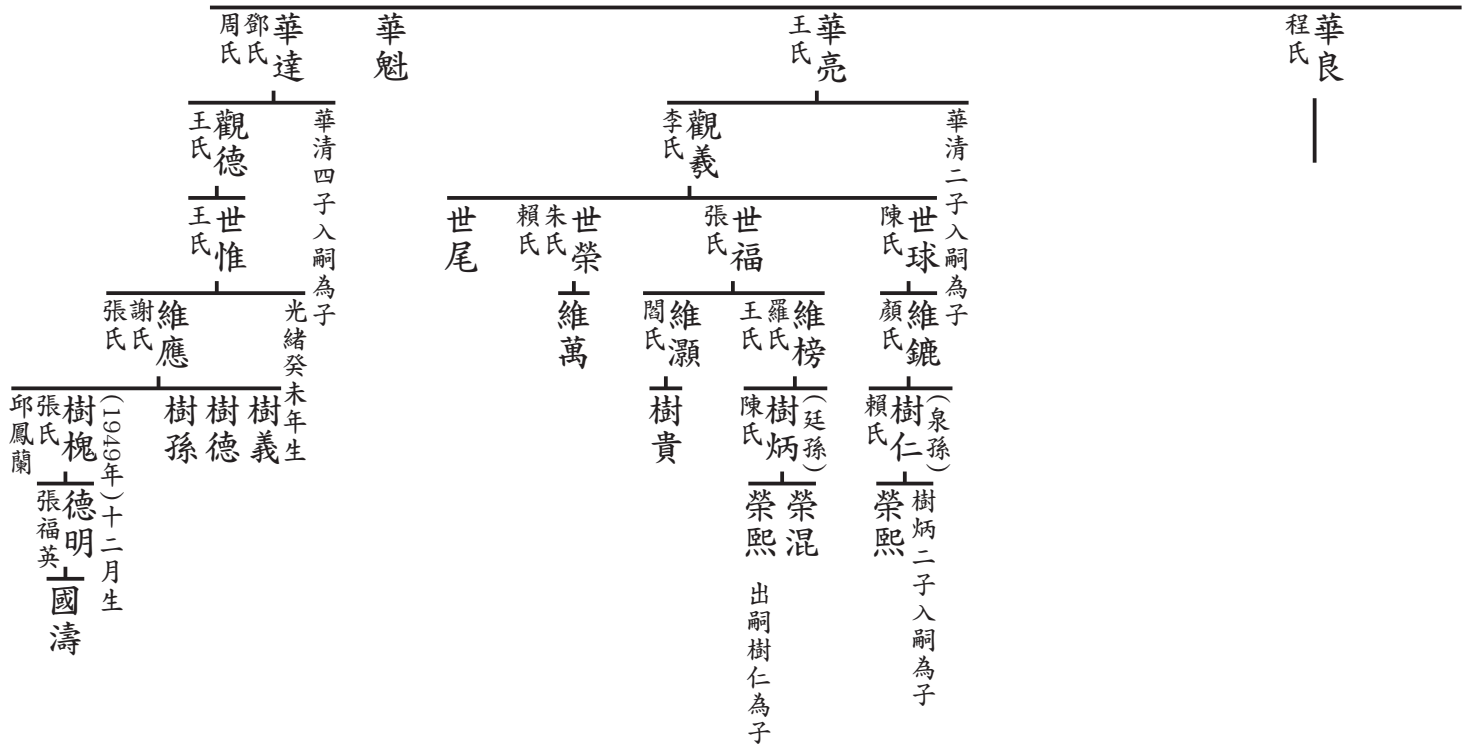 華良
程氏
華亮
王氏
華魁
華達
鄧氏
周氏
華清二子入嗣為子
觀羲
李氏
華清四子入嗣為子
觀德
王氏
世球
陳氏
世福
張氏
世榮
朱氏
賴氏
世尾
世惟
王氏
維鏕
顏氏
維榜
羅氏
王氏
維灝
閻氏
維萬
光緒癸未年生
維應
謝氏
張氏
(泉孫)
樹仁
賴氏
(廷孫)
樹炳
陳氏
樹貴
樹義
樹德
樹孫
(1949年)十二月生
樹槐
張氏
邱鳳蘭
樹炳二子入嗣為子
榮熙
榮混
榮熙
出嗣樹仁為子
德明
張福英
國濤